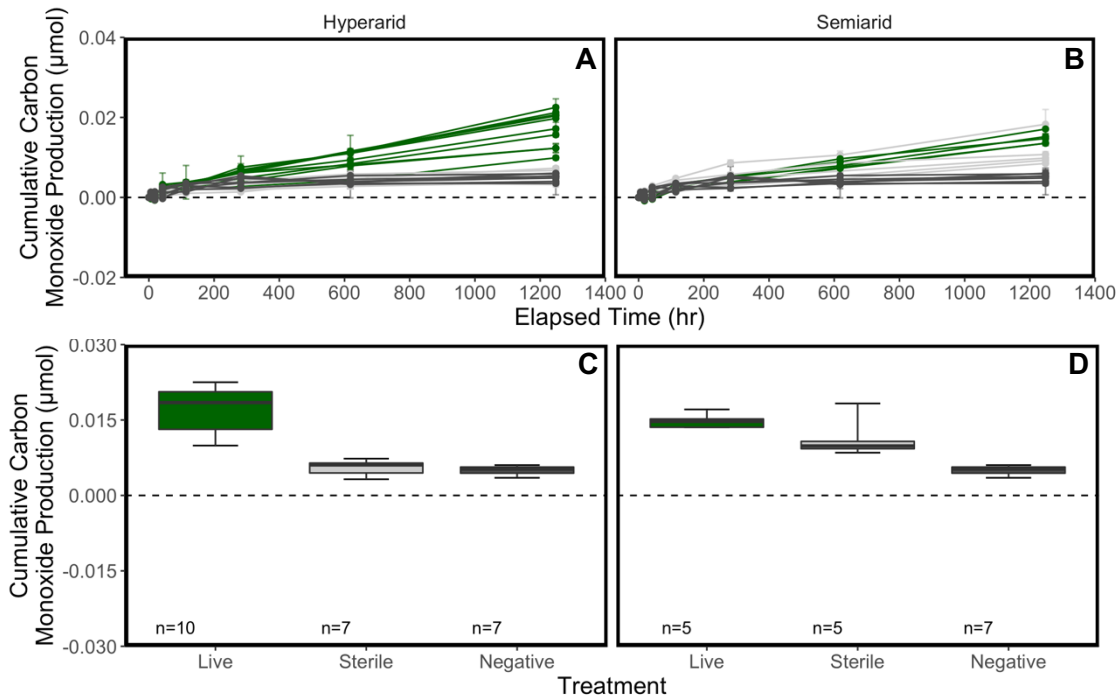 Hyperarid
Semiarid
Cumulative Carbon
Monoxide Production (μmol)
0.04
0.02
0.00
-0.02
A
B
0 200 400 600 800 1000 1200 1400
0 200 400 600 800 1000 1200 1400
Elapsed Time (hr)
Cumulative Carbon
Monoxide Production (μmol)
0.030
0.015
0.000
-0.015
-0.030
C
D
n=10 n=7 n=7
n=5 n=5 n=7
Live Sterile Negative
Live Sterile Negative
Treatment